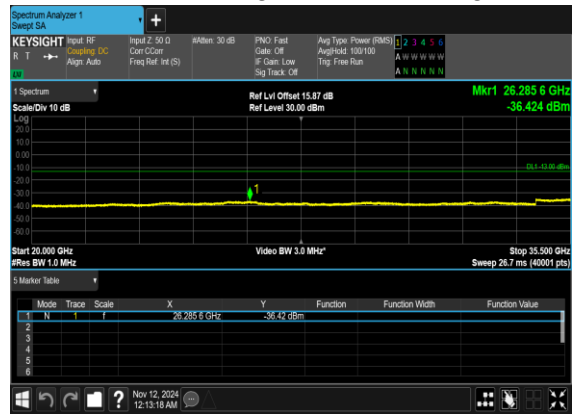 Spectrum Analyzer 1
Swept SA
+
KEYSIGHT Input: RF Input Z: 50 Ω #Atten: 30 dB PNO: Fast Avg Type: Power (RMS) 1 2 3 4 5 6
R T Coupling: DC Corr CCorr Gate: Off Avg|Hold: 100/100 A W W W W W
Align: Auto Freq Ref: Int (S) IF Gain: Low Trig: Free Run
Sig Track: Off A N N N N N
LW
1 Spectrum
Ref Lvl Offset 15.87 dB Mkr1 26.285 6 GHz
Scale/Div 10 dB Ref Level 30.00 dBm -36.424 dBm
Log
20.0
10.0
0.00
-10.0 DL1 -13.00 dBm
-20.0
-30.0 1
-40.0
-50.0
-60.0
Start 20.000 GHz Video BW 3.0 MHz* Stop 35.500 GHz
#Res BW 1.0 MHz Sweep 26.7 ms (40001 pts)
5 Marker Table
Mode Trace Scale X Y Function Function Width Function Value
1 N 1 f 26.285 6 GHz -36.42 dBm
2
3
4
5
6
? Nov 12, 2024
12:13:18 AM